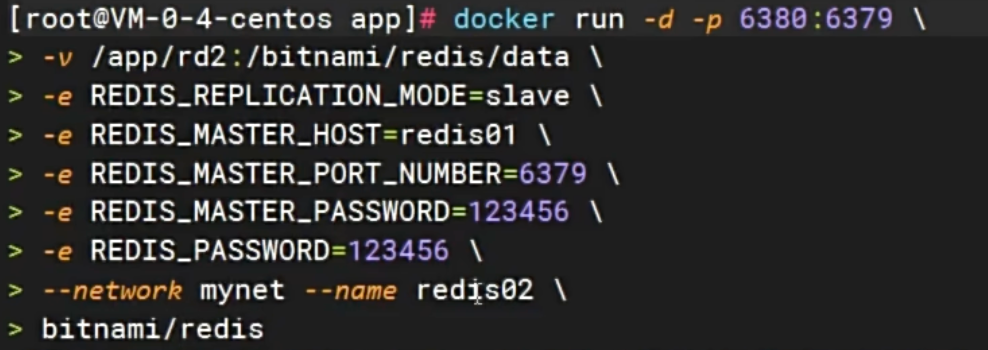 [root@VM-0-4-centos app]# docker run -d -p 6380:6379 \
> -v /app/rd2:/bitnami/redis/data \
> -e REDIS_REPLICATION_MODE=slave \
> -e REDIS_MASTER_HOST=redis01 \
> -e REDIS_MASTER_PORT_NUMBER=6379 \
> -e REDIS_MASTER_PASSWORD=123456 \
> -e REDIS_PASSWORD=123456 \
> --network mynet --name redis02 \
> bitnami/redis